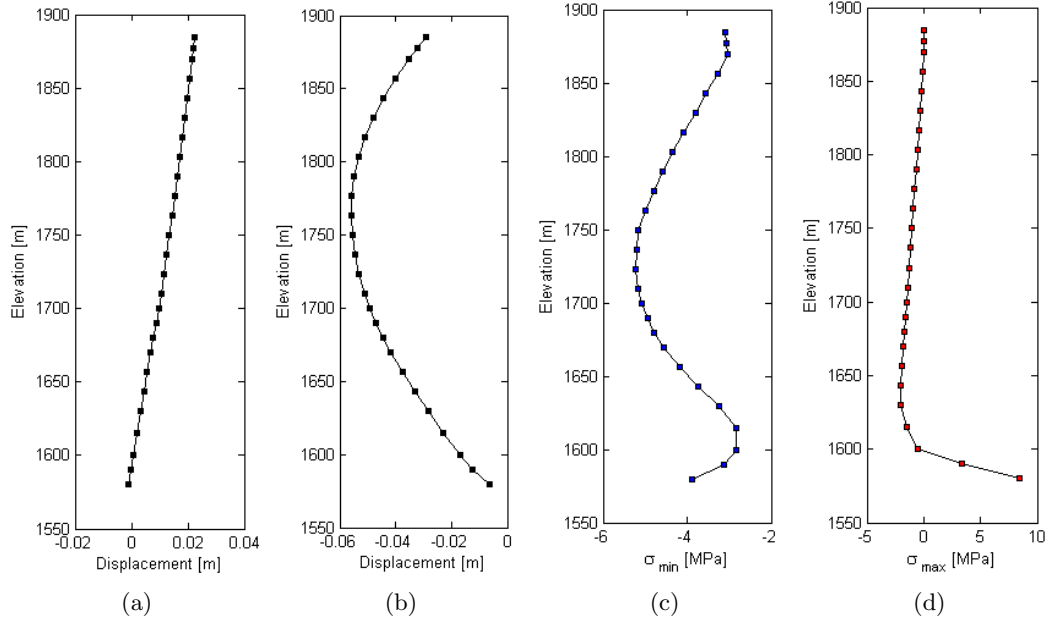 1900
1850
1800
1750
1700
1650
1600
1550
-0.02 0 0.02 0.04
Elevation [m]
Displacement [m]
(a)
1900
1850
1800
1750
1700
1650
1600
1550
-0.06 -0.04 -0.02 0
Elevation [m]
Displacement [m]
(b)
1900
1850
1800
1750
1700
1650
1600
1550
-6 -4 -2
Elevation [m]
σ min [MPa]
(c)
1900
1850
1800
1750
1700
1650
1600
1550
-5 0 5 10
Elevation [m]
σ max [MPa]
(d)